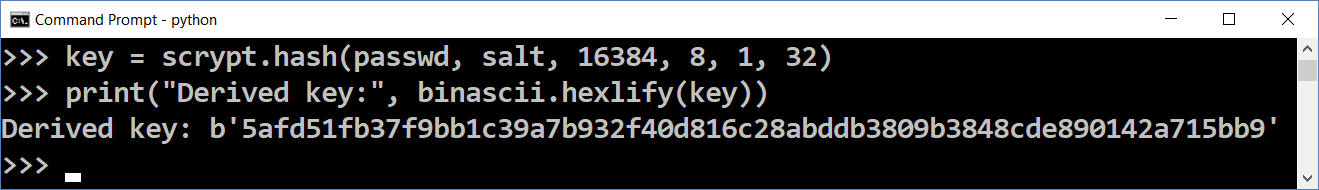 Command Prompt - python
>>> key = scrypt.hash(passwd, salt, 16384, 8, 1, 32)
>>> print("Derived key:", binascii.hexlify(key))
Derived key: b'5afd51fb37f9bb1c39a7b932f40d816c28abddb3809b3848cde890142a715bb9'
>>>